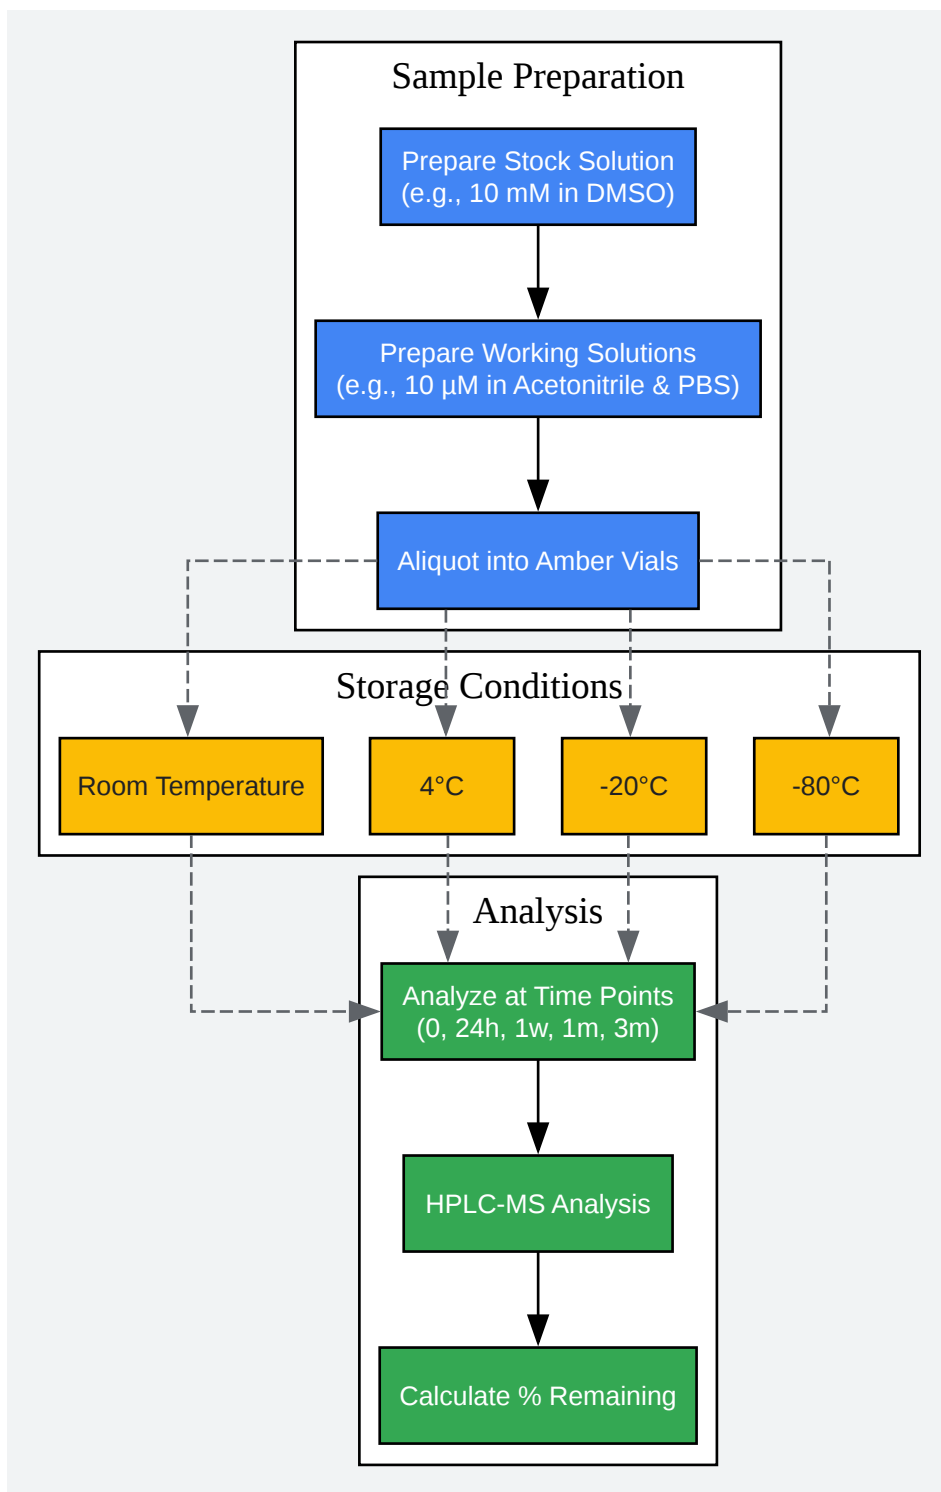 Sample Preparation
Prepare Stock Solution
(e.g., 10 mM in DMSO)
Prepare Working Solutions
(e.g., 10 µM in Acetonitrile & PBS)
Aliquot into Amber Vials
Storage Conditions
Room Temperature
4°C
-20°C
-80°C
Analysis
Analyze at Time Points
(0, 24h, 1w, 1m, 3m)
HPLC-MS Analysis
Calculate % Remaining